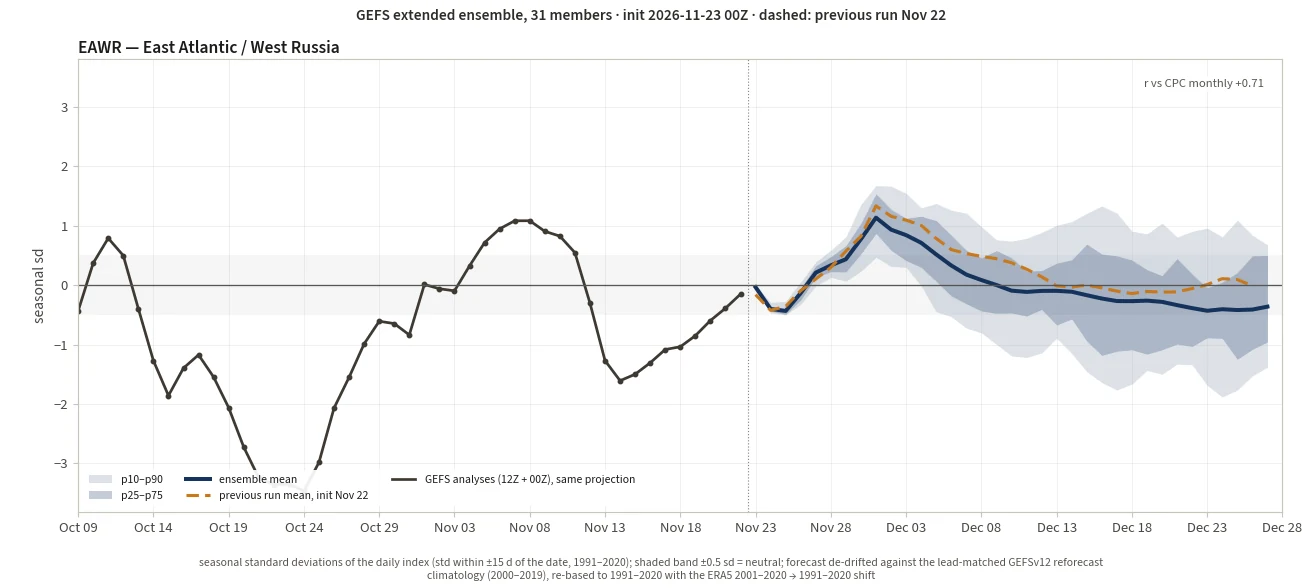 GEFS extended ensemble, 31 members · init 2026-11-23 00Z · dashed: previous run Nov 22
EAWR — East Atlantic / West Russia
r vs CPC monthly +0.71
seasonal sd
3
2
1
0
−1
−2
−3
p10–p90
ensemble mean
GEFS analyses (12Z + 00Z), same projection
p25–p75
previous run mean, init Nov 22
Oct 09
Oct 14
Oct 19
Oct 24
Oct 29
Nov 03
Nov 08
Nov 13
Nov 18
Nov 23
Nov 28
Dec 03
Dec 08
Dec 13
Dec 18
Dec 23
Dec 28
seasonal standard deviations of the daily index (std within ±15 d of the date, 1991–2020); shaded band ±0.5 sd = neutral; forecast de-drifted against the lead-matched GEFSv12 reforecast
climatology (2000–2019), re-based to 1991–2020 with the ERA5 2001–2020 → 1991–2020 shift